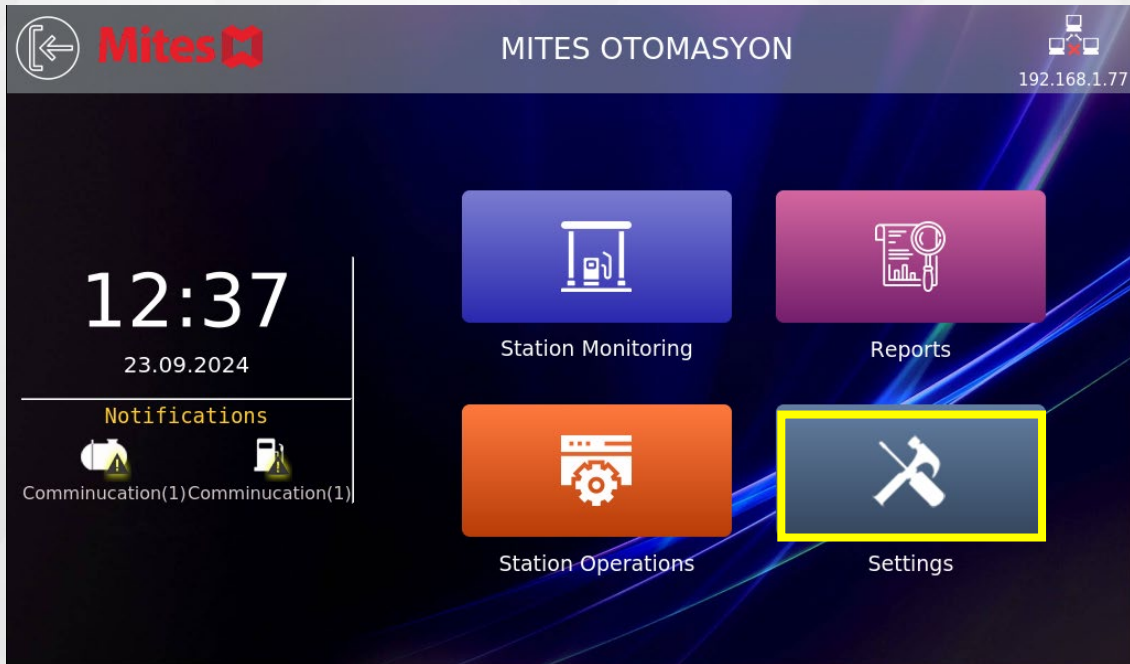 Mites
MITES OTOMASYON
192.168.1.77
12:37
23.09.2024
Notifications
Comminucation(1) Comminucation(1)
Station Monitoring
Reports
Station Operations
Settings